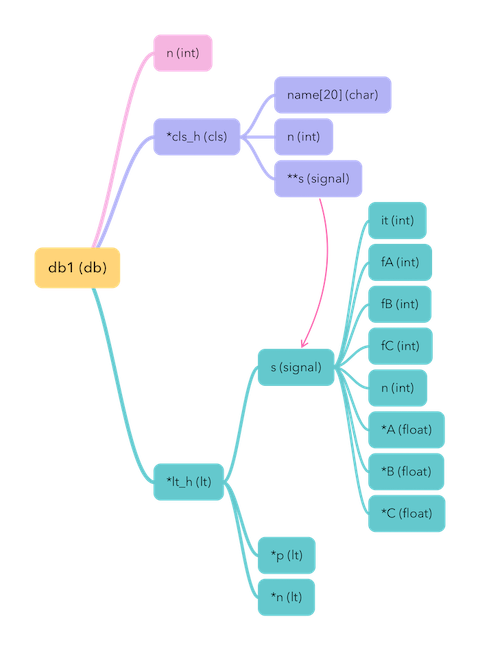 n (int)
name[20] (char)
*cls_h (cls)
n (int)
**s (signal)
it (int)
fA (int)
db1 (db)
fB (int)
fC (int)
s (signal)
n (int)
*A (float)
*B (float)
*lt_h (lt)
*C (float)
*p (lt)
*n (lt)